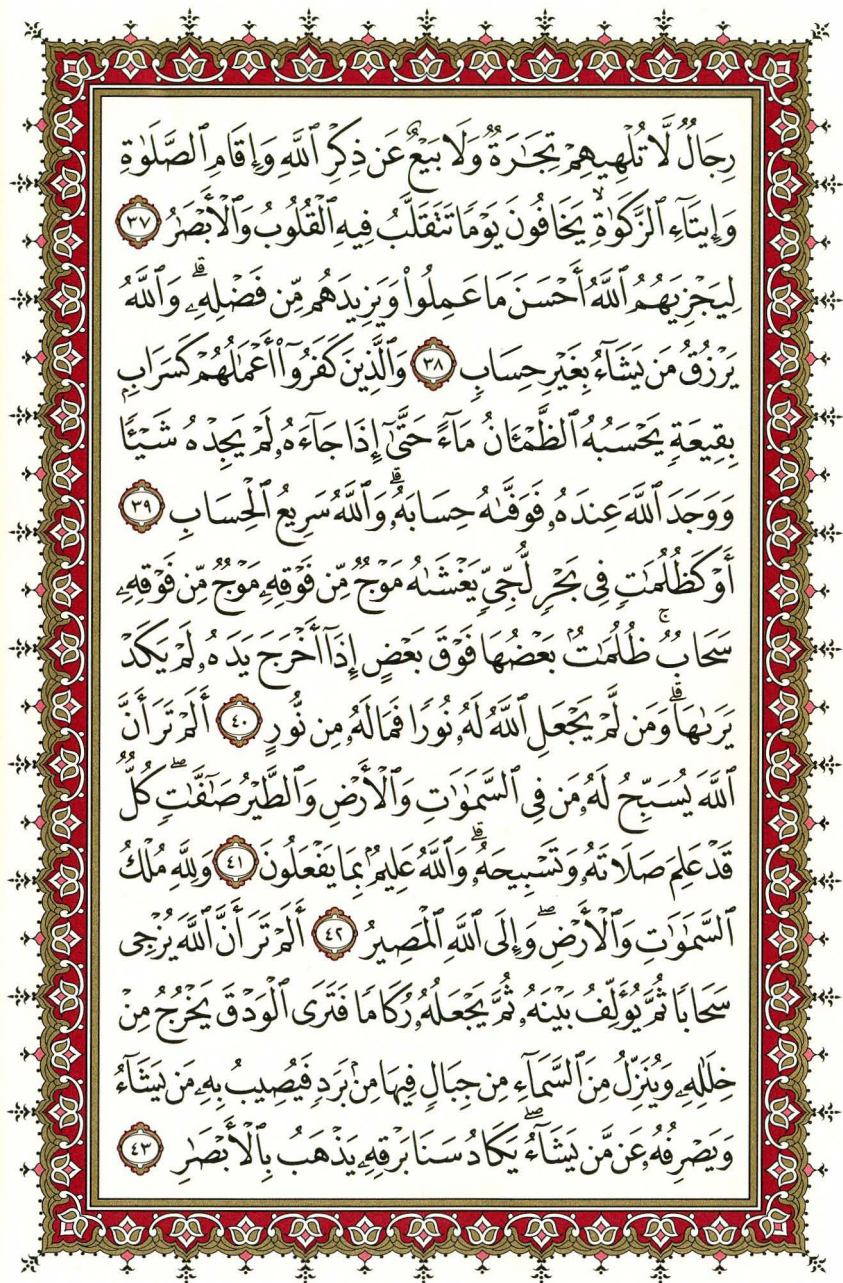 رِجَالٌ لَّا تُلْهِيهِمْ تِجَٰرَةٌ وَلَا بَيْعٌ عَن ذِكْرِ ٱللَّهِ وَإِقَامِ ٱلصَّلَوٰةِ
وَإِيتَآءِ ٱلزَّكَوٰةِ ۙ يَخَافُونَ يَوْمًا تَتَقَلَّبُ فِيهِ ٱلْقُلُوبُ وَٱلْأَبْصَٰرُ ٣٧
لِيَجْزِيَهُمُ ٱللَّهُ أَحْسَنَ مَا عَمِلُوا۟ وَيَزِيدَهُم مِّن فَضْلِهِۦ ۗ وَٱللَّهُ
يَرْزُقُ مَن يَشَآءُ بِغَيْرِ حِسَابٍ ٣٨ وَٱلَّذِينَ كَفَرُوٓا۟ أَعْمَٰلُهُمْ كَسَرَابٍۭ
بِقِيعَةٍ يَحْسَبُهُ ٱلظَّمْـَٔانُ مَآءً حَتَّىٰٓ إِذَا جَآءَهُۥ لَمْ يَجِدْهُ شَيْـًٔا
وَوَجَدَ ٱللَّهَ عِندَهُۥ فَوَفَّىٰهُ حِسَابَهُۥ ۗ وَٱللَّهُ سَرِيعُ ٱلْحِسَابِ ٣٩
أَوْ كَظُلُمَٰتٍ فِى بَحْرٍ لُّجِّىٍّ يَغْشَىٰهُ مَوْجٌ مِّن فَوْقِهِۦ مَوْجٌ مِّن فَوْقِهِۦ
سَحَابٌ ۚ ظُلُمَٰتٌۢ بَعْضُهَا فَوْقَ بَعْضٍ إِذَآ أَخْرَجَ يَدَهُۥ لَمْ يَكَدْ
يَرَىٰهَا ۗ وَمَن لَّمْ يَجْعَلِ ٱللَّهُ لَهُۥ نُورًا فَمَا لَهُۥ مِن نُّورٍ ٤٠ أَلَمْ تَرَ أَنَّ
ٱللَّهَ يُسَبِّحُ لَهُۥ مَن فِى ٱلسَّمَٰوَٰتِ وَٱلْأَرْضِ وَٱلطَّيْرُ صَٰٓفَّٰتٍ ۖ كُلٌّ
قَدْ عَلِمَ صَلَاتَهُۥ وَتَسْبِيحَهُۥ ۗ وَٱللَّهُ عَلِيمٌۢ بِمَا يَفْعَلُونَ ٤١ وَلِلَّهِ مُلْكُ
ٱلسَّمَٰوَٰتِ وَٱلْأَرْضِ ۖ وَإِلَى ٱللَّهِ ٱلْمَصِيرُ ٤٢ أَلَمْ تَرَ أَنَّ ٱللَّهَ يُزْجِى
سَحَابًا ثُمَّ يُؤَلِّفُ بَيْنَهُۥ ثُمَّ يَجْعَلُهُۥ رُكَامًا فَتَرَى ٱلْوَدْقَ يَخْرُجُ مِنْ
خِلَٰلِهِۦ وَيُنَزِّلُ مِنَ ٱلسَّمَآءِ مِن جِبَالٍ فِيهَا مِنۢ بَرَدٍ فَيُصِيبُ بِهِۦ مَن يَشَآءُ
وَيَصْرِفُهُۥ عَن مَّن يَشَآءُ ۖ يَكَادُ سَنَا بَرْقِهِۦ يَذْهَبُ بِٱلْأَبْصَٰرِ ٤٣